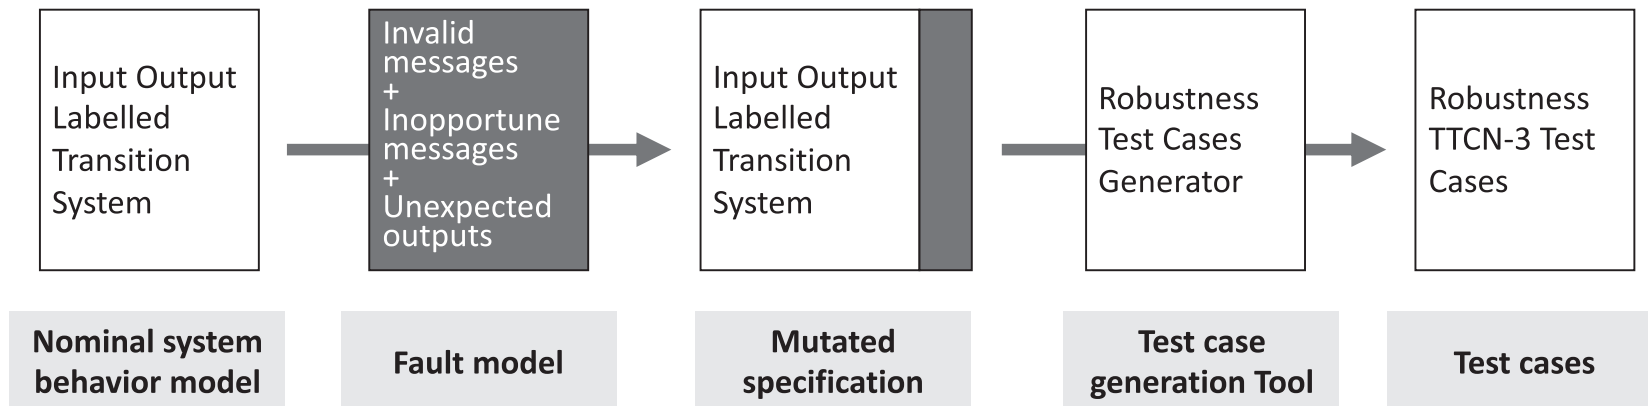 Input Output
Labelled
Transition
System
Invalid
messages
+
Inopportune
messages
+
Unexpected
outputs
Input Output
Labelled
Transition
System
Robustness
Test Cases
Generator
Robustness
TTCN-3 Test
Cases
Nominal system
behavior model
Fault model
Mutated
specification
Test case
generation Tool
Test cases